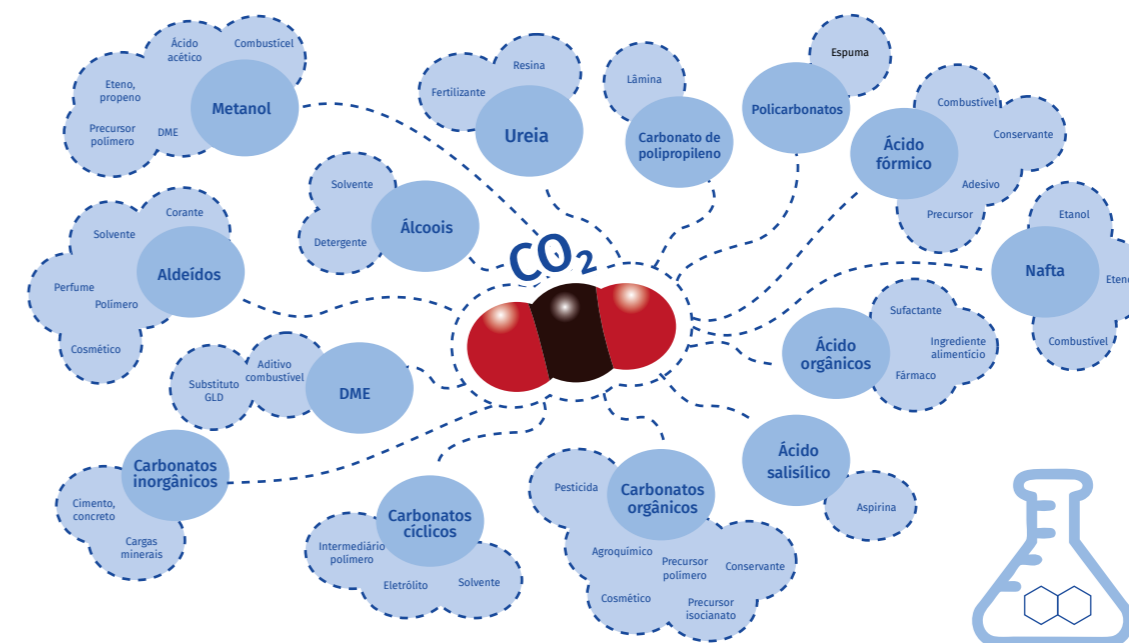 Ácido
acético
Combustícel
Eteno,
propeno
Metanol
Precursor
polímero
DME
Resina
Fertilizante
Ureia
Lâmina
Carbonato de
polipropileno
Espuma
Policarbonatos
Combustível
Conservante
Ácido
fórmico
Adesivo
Precursor
Solvente
Detergente
Álcoois
CO₂
Etanol
Nafta
Eteno
Combustível
Corante
Solvente
Aldeídos
Perfume
Polímero
Cosmético
Sufactante
Ácido
orgânicos
Ingrediente
alimentício
Fármaco
Aditivo
combustível
Substituto
GLD
DME
Carbonatos
inorgânicos
Cimento,
concreto
Cargas
minerais
Carbonatos
cíclicos
Intermediário
polímero
Eletrólito
Solvente
Pesticida
Carbonatos
orgânicos
Agroquímico
Precursor
polímero
Conservante
Cosmético
Precursor
isocianato
Ácido
salisílico
Aspirina